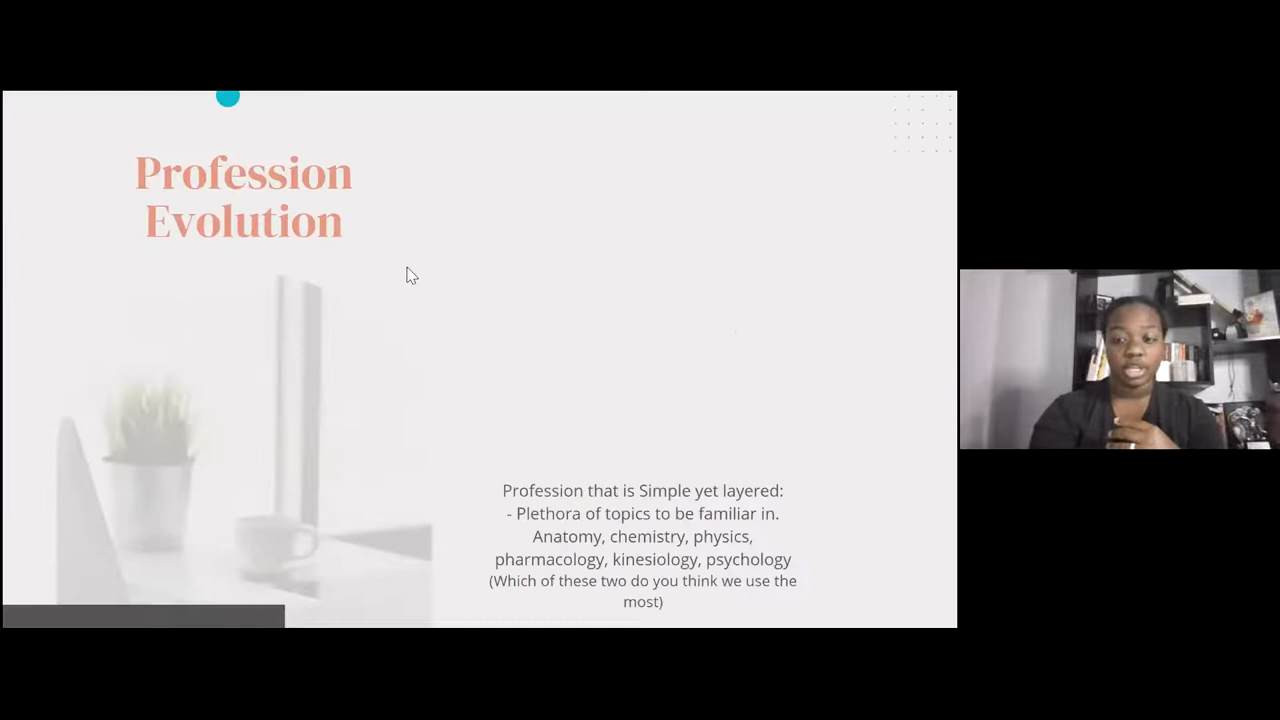 Profession
Evolution
Profession that is Simple yet layered:
- Plethora of topics to be familiar in.
Anatomy, chemistry, physics,
pharmacology, kinesiology, psychology
(Which of these two do you think we use the
most)